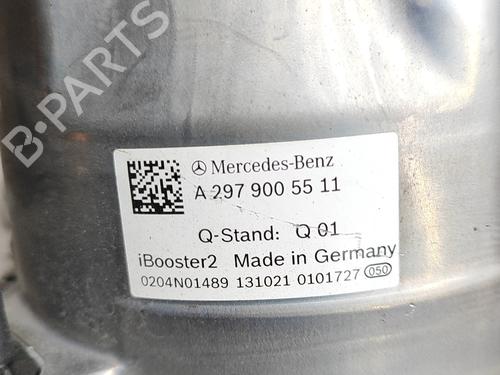 B-PARTS
Mercedes-Benz
A 297 900 55 11
Q-Stand: Q 01
iBooster2 Made in Germany
0204N01489 131021 0101727 050